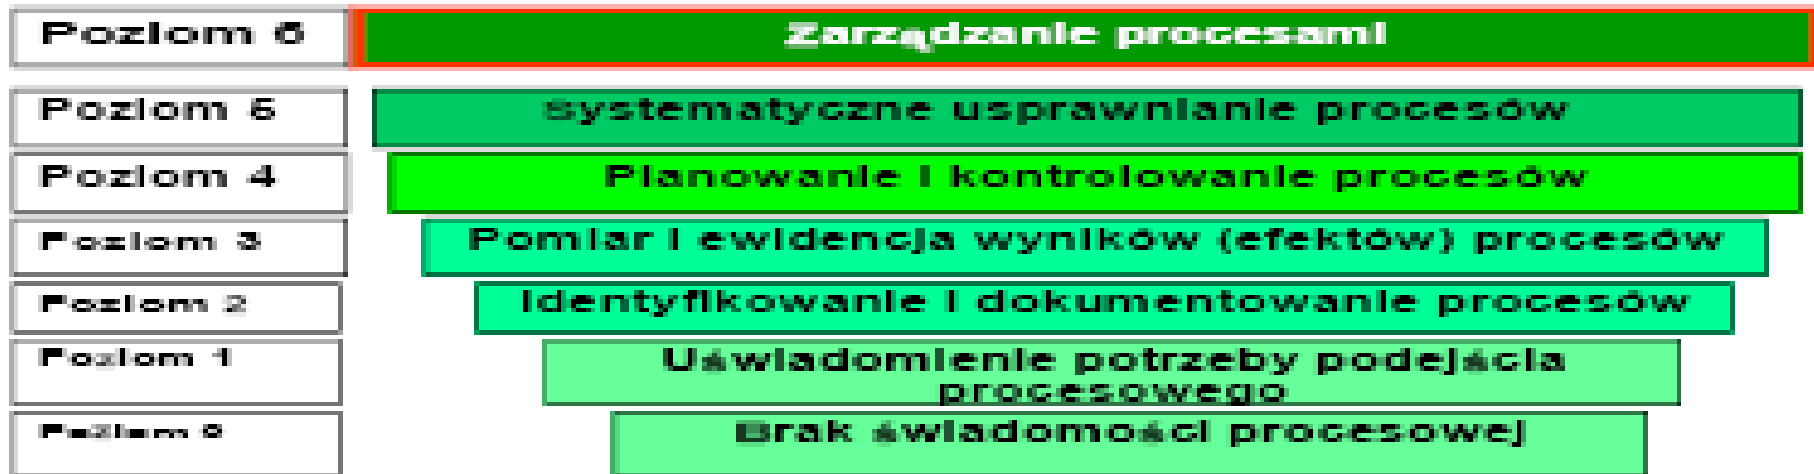 Poziom 6 Zarządzanie procesami
Poziom 5 Systematyczne usprawnianie procesów
Poziom 4 Planowanie i kontrolowanie procesów
Poziom 3 Pomiar i ewidencja wyników (efektów) procesów
Poziom 2 Identyfikowanie i dokumentowanie procesów
Poziom 1 Uświadomienie potrzeby podejścia
procesowego
Poziom 0 Brak świadomości procesowej